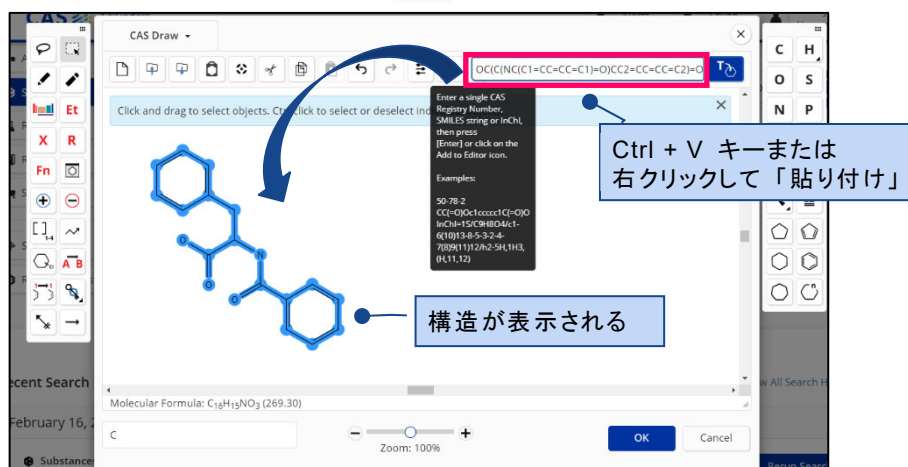 CAS
CAS Draw
OC(C(NC(C1=CC=CC=C1)=O)CC2=CC=CC=C2)=O
T
C H
O S
N P
Et
X R
Fn
1-4
A B
n
Click and drag to select objects. Ctrl
click to select or deselect ind
Enter a single CAS
Registry Number,
SMILES string or InChI,
then press
[Enter] or click on the
Add to Editor icon.
Examples:
50-78-2
CC(=O)Oc1ccccc1C(=O)O
InChI=1S/C9H8O4/c1-
6(10)13-8-5-3-2-4-
7(8)9(11)12/h2-5H,1H3,
(H,11,12)
Ctrl + V キーまたは
右クリックして「貼り付け」
O
N
O
O
構造が表示される
ecent Search
w All Search H
Molecular Formula: C₁₆H₁₅NO₃ (269.30)
February 16, 2
C
Zoom: 100%
OK
Cancel
Substance
Rerun Searc